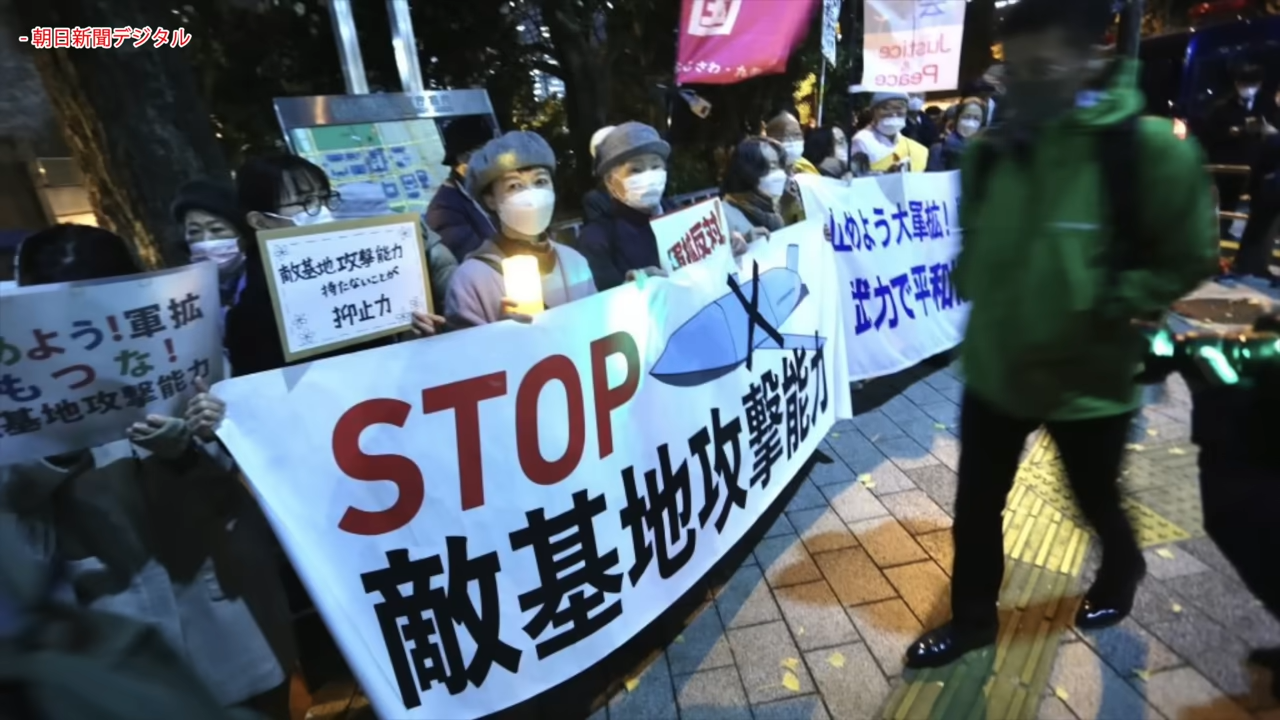 - 朝日新聞デジタル
めよう!軍拡
もつな!
基地攻撃能力
敵基地攻撃能力
持たないことが
抑止力
STOP
敵基地攻撃能力
軍拡反対!
止めよう大軍拡!
武力で平和は
Justice
&
Peace